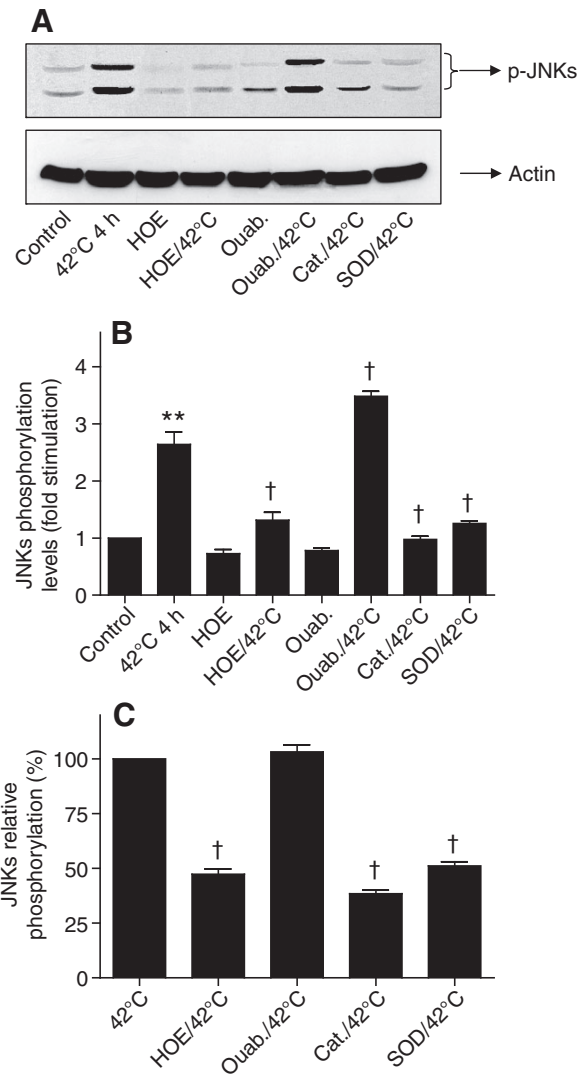 A
p-JNKs
Actin
Control
42°C 4 h
HOE
HOE/42°C
Ouab.
Ouab./42°C
Cat./42°C
SOD/42°C
B
JNKs phosphorylation
levels (fold stimulation)
4
3
2
1
0
**
†
†
†
†
Control
42°C 4 h
HOE
HOE/42°C
Ouab.
Ouab./42°C
Cat./42°C
SOD/42°C
C
JNKs relative
phosphorylation (%)
100
75
50
25
0
†
†
†
42°C
HOE/42°C
Ouab./42°C
Cat./42°C
SOD/42°C